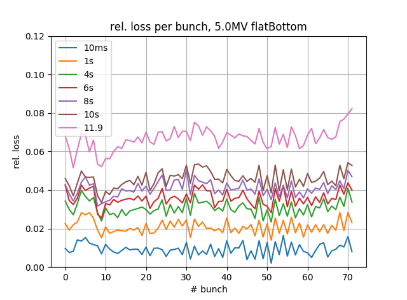 rel. loss per bunch, 5.0MV flatBottom
0.12
0.10
0.08
0.06
0.04
0.02
0.00
rel. loss
10ms
1s
4s
6s
8s
10s
11.9
0 10 20 30 40 50 60 70
# bunch